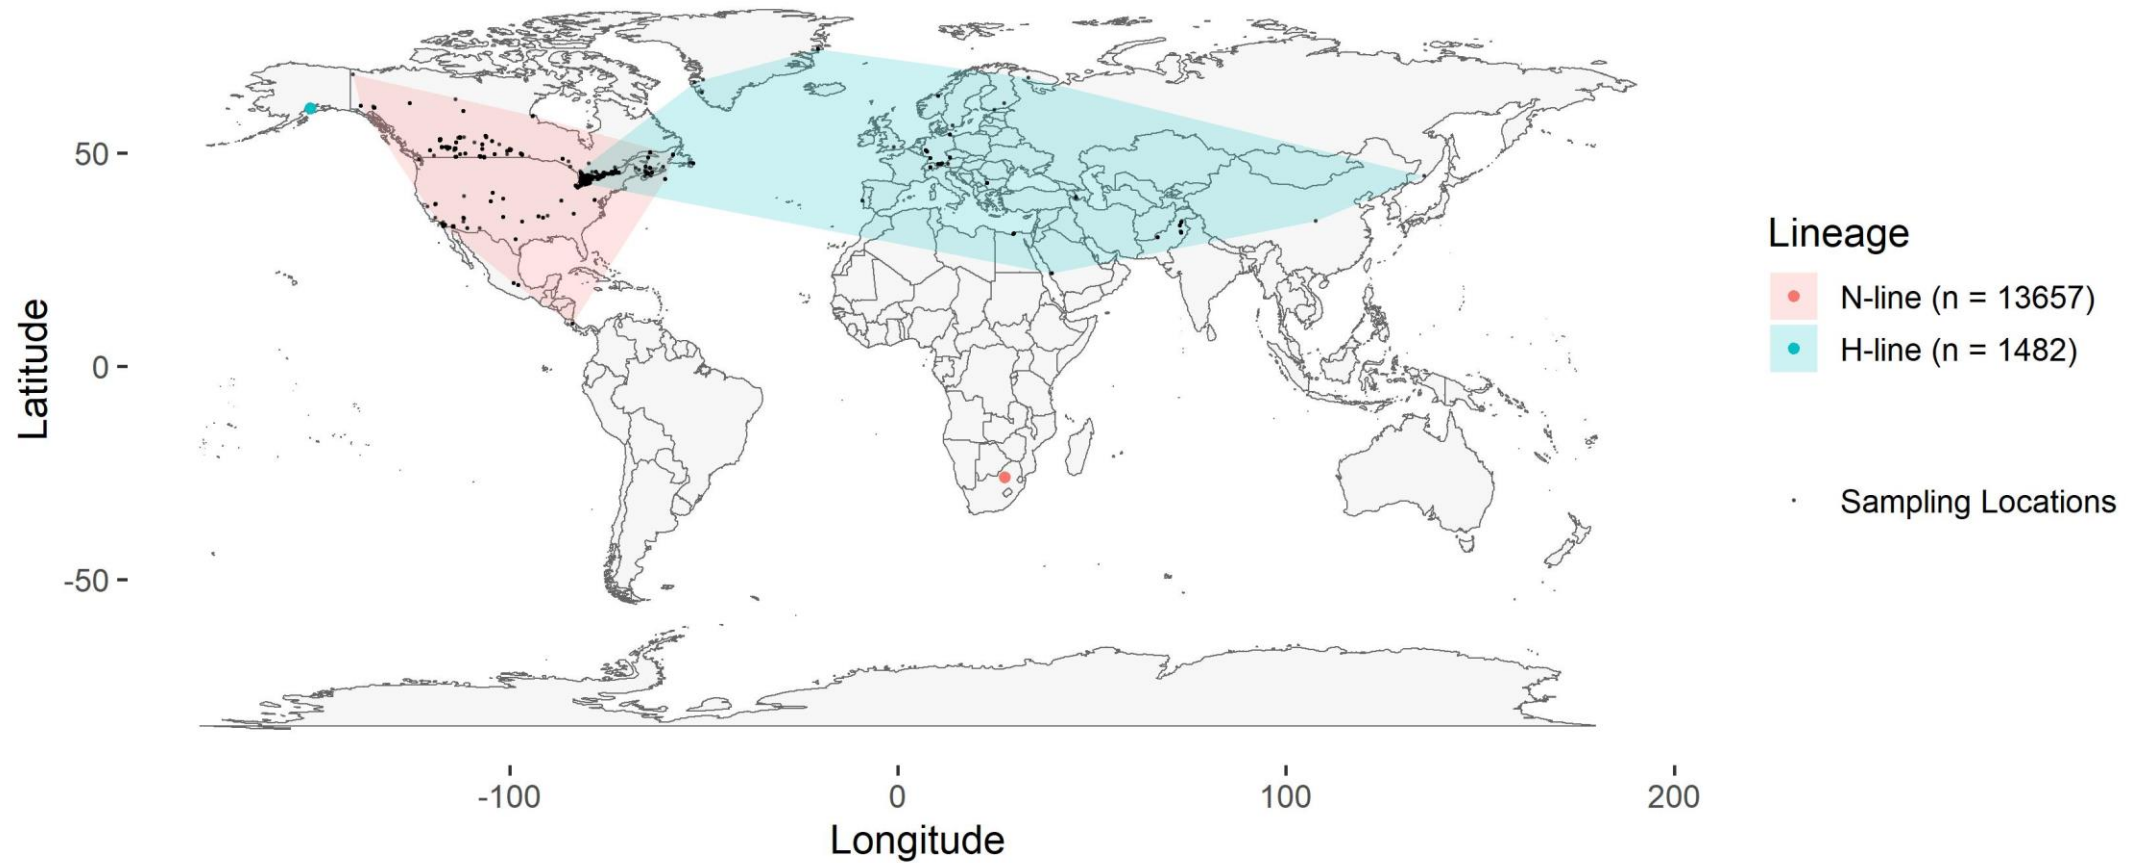 50
0
-50
Latitude
-100
0
100
200
Longitude
Lineage
N-line (n = 13657)
H-line (n = 1482)
Sampling Locations